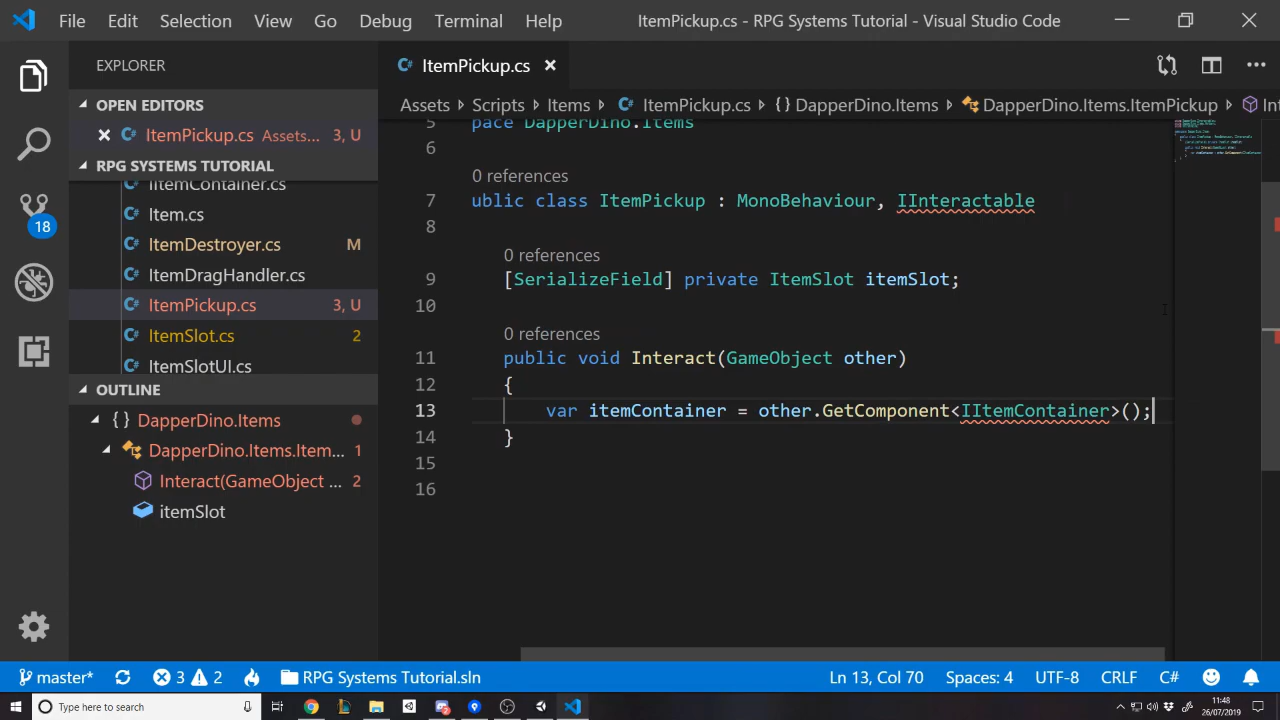 File Edit Selection View Go Debug Terminal Help ItemPickup.cs - RPG Systems Tutorial - Visual Studio Code
EXPLORER
OPEN EDITORS
ItemPickup.cs Assets... 3, U
RPG SYSTEMS TUTORIAL
IItemContainer.cs
Item.cs
ItemDestroyer.cs M
ItemDragHandler.cs
ItemPickup.cs 3, U
ItemSlot.cs 2
ItemSlotUI.cs
OUTLINE
{} DapperDino.Items
DapperDino.Items.Item... 1
Interact(GameObject ... 2
itemSlot
18
ItemPickup.cs
Assets Scripts Items ItemPickup.cs {} DapperDino.Items DapperDino.Items.ItemPickup Int
5 pace DapperDino.Items
6
0 references
7 ublic class ItemPickup : MonoBehaviour, IInteractable
8
0 references
9 [SerializeField] private ItemSlot itemSlot;
10
0 references
11 public void Interact(GameObject other)
12 {
13 var itemContainer = other.GetComponent<IItemContainer>();
14 }
15
16
master* 3 2 RPG Systems Tutorial.sln Ln 13, Col 70 Spaces: 4 UTF-8 CRLF C#
Type here to search 11:48
26/07/2019